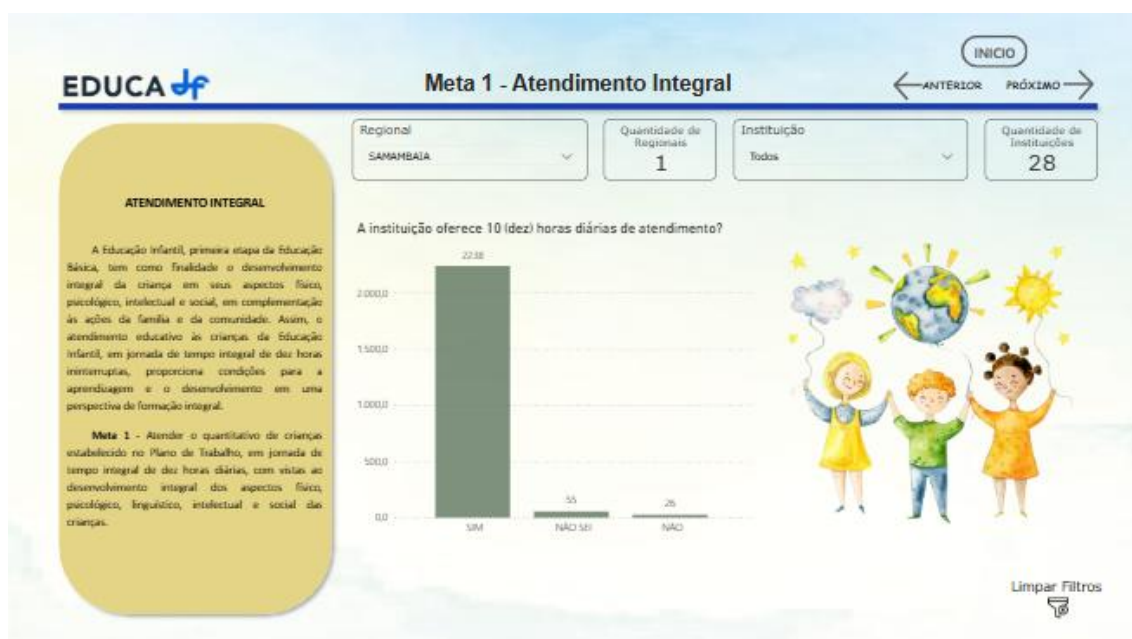 INICIO
EDUCA df
Meta 1 - Atendimento Integral
ANTERIOR PRÓXIMO
Regional
SAMAMBAIA
Quantidade de
Regionais
1
Instituição
Todos
Quantidade de
Instituições
28
ATENDIMENTO INTEGRAL
A Educação Infantil, primeira etapa da Educação
Básica, tem como finalidade o desenvolvimento
integral da criança em seus aspectos físico,
psicológico, intelectual e social, em complementação
às ações da família e da comunidade. Assim, o
atendimento educativo às crianças da Educação
Infantil, em jornada de tempo integral de dez horas
ininterruptas, proporciona condições para a
aprendizagem e o desenvolvimento em uma
perspectiva de formação integral.
Meta 1 - Atender o quantitativo de crianças
estabelecido no Plano de Trabalho, em jornada de
tempo integral de dez horas diárias, com vistas ao
desenvolvimento integral dos aspectos físico,
psicológico, linguístico, intelectual e social das
crianças.
A instituição oferece 10 (dez) horas diárias de atendimento?
2238
2.000,0
1.500,0
1.000,0
500,0
0,0
55
26
SIM NÃO SEI NÃO
Limpar Filtros